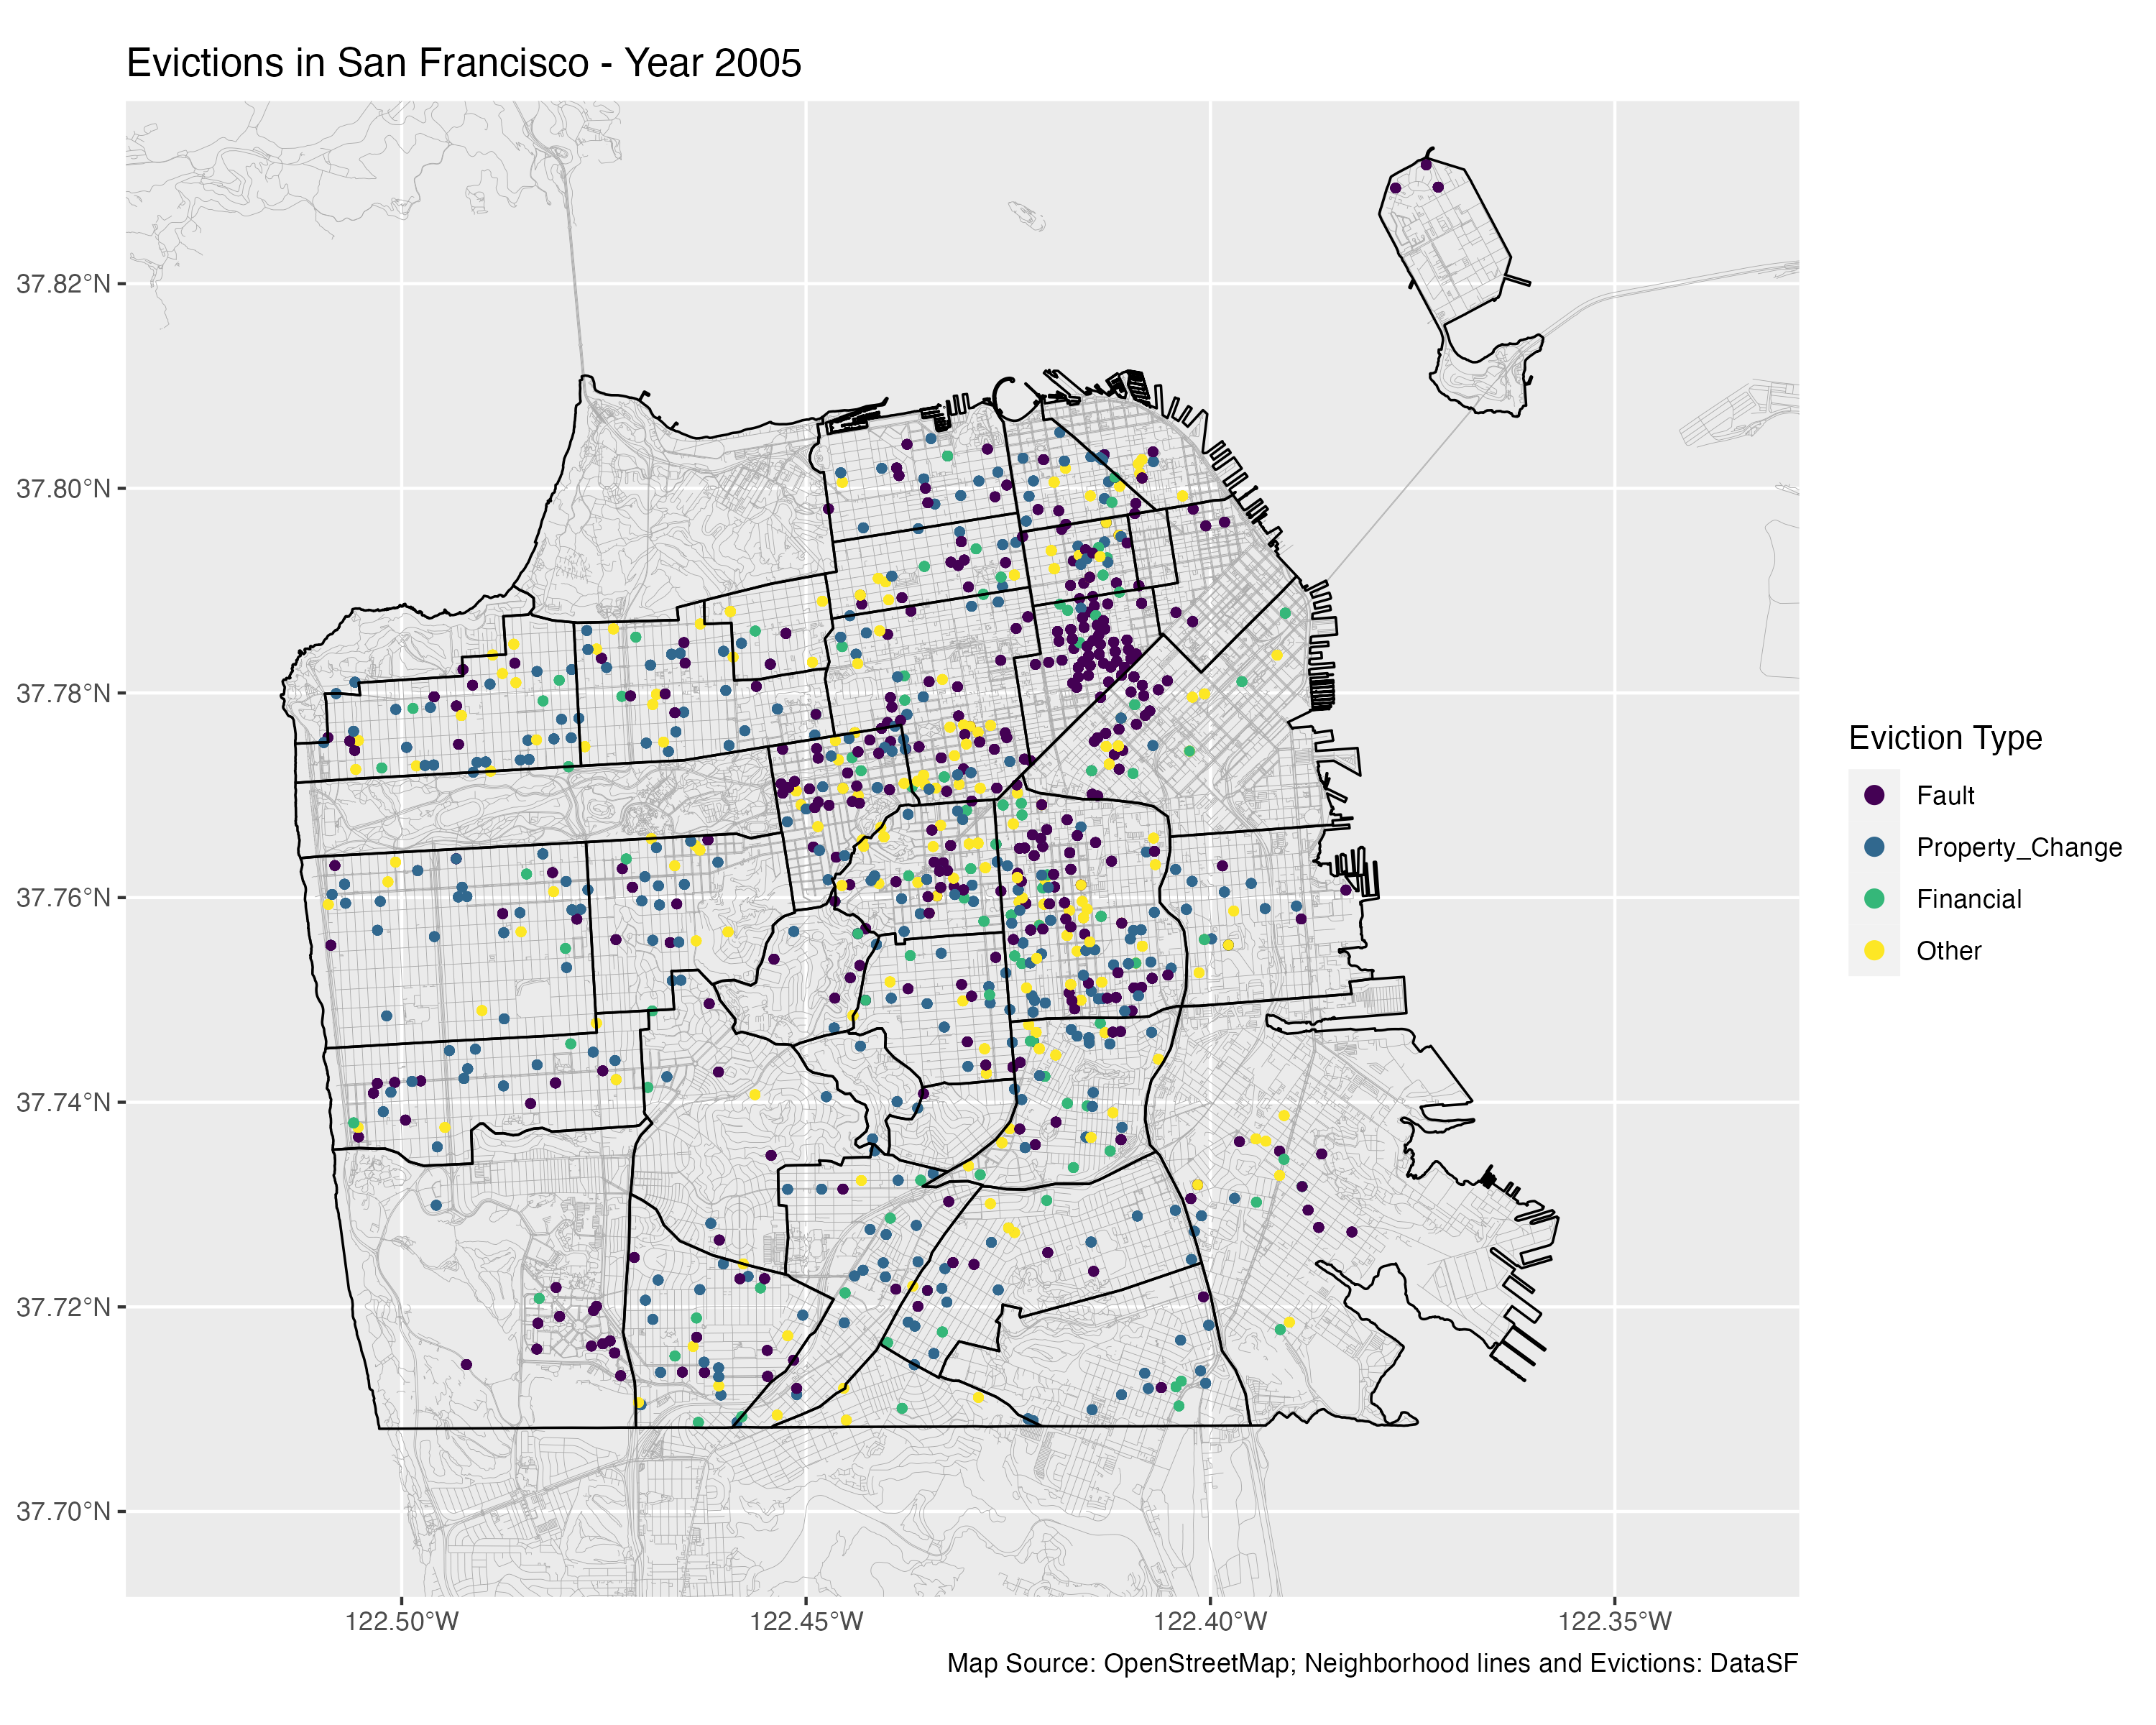 Evictions in San Francisco - Year 2005
37.82°N
37.80°N
37.78°N
37.76°N
37.74°N
37.72°N
37.70°N
122.50°W
122.45°W
122.40°W
122.35°W
Eviction Type
Fault
Property_Change
Financial
Other
Map Source: OpenStreetMap; Neighborhood lines and Evictions: DataSF